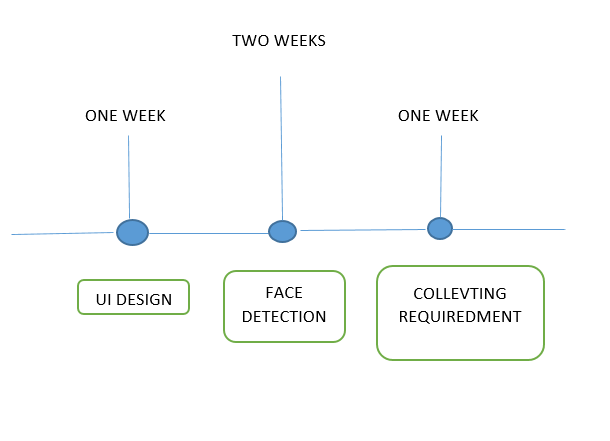 TWO WEEKS
ONE WEEK
ONE WEEK
UI DESIGN
FACE
DETECTION
COLLEVTING
REQUIREDMENT